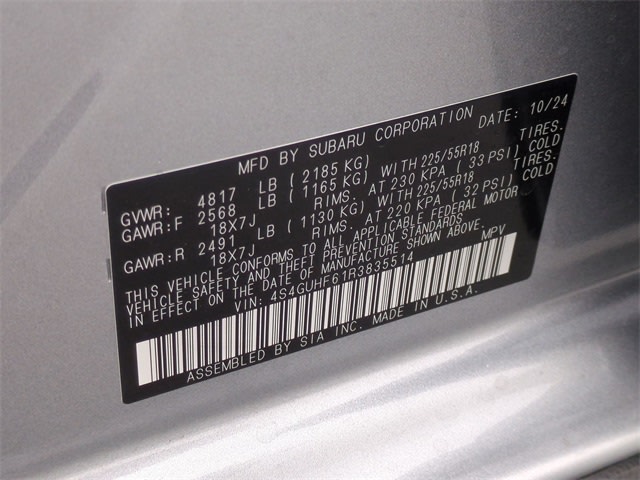 MFD BY SUBARU CORPORATION DATE: 10/24
GVWR: 4817 LB ( 2185 KG)
GAWR:F 2568 LB ( 1165 KG) WITH 225/55R18 TIRES.
18X7J RIMS. AT 230 KPA ( 33 PSI) COLD
GAWR:R 2491 LB ( 1130 KG) WITH 225/55R18 TIRES.
18X7J RIMS. AT 220 KPA ( 32 PSI) COLD
THIS VEHICLE CONFORMS TO ALL APPLICABLE FEDERAL MOTOR
VEHICLE SAFETY AND THEFT PREVENTION STANDARDS
IN EFFECT ON THE DATE OF MANUFACTURE SHOWN ABOVE.
VIN: 4S4GUHF61R3835514 MPV
ASSEMBLED BY SIA INC. MADE IN U.S.A.